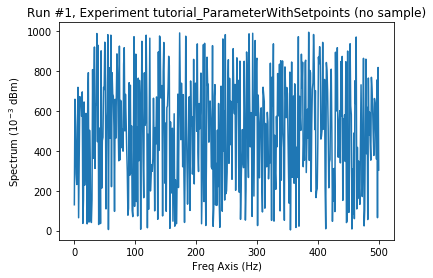 Run #1, Experiment tutorial_ParameterWithSetpoints (no sample)
1000
800
600
400
200
0
Spectrum (10⁻³ dBm)
0 100 200 300 400 500
Freq Axis (Hz)